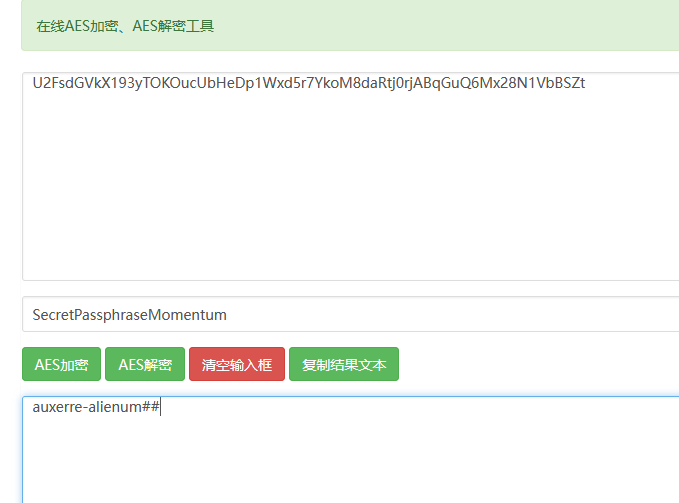 在线AES加密、AES解密工具
U2FsdGVkX193yTOKOucUbHeDp1Wxd5r7YkoM8daRtj0rjABqGuQ6Mx28N1VbBSZt
SecretPassphraseMomentum
AES加密 AES解密 清空输入框 复制结果文本
auxerre-alienum##